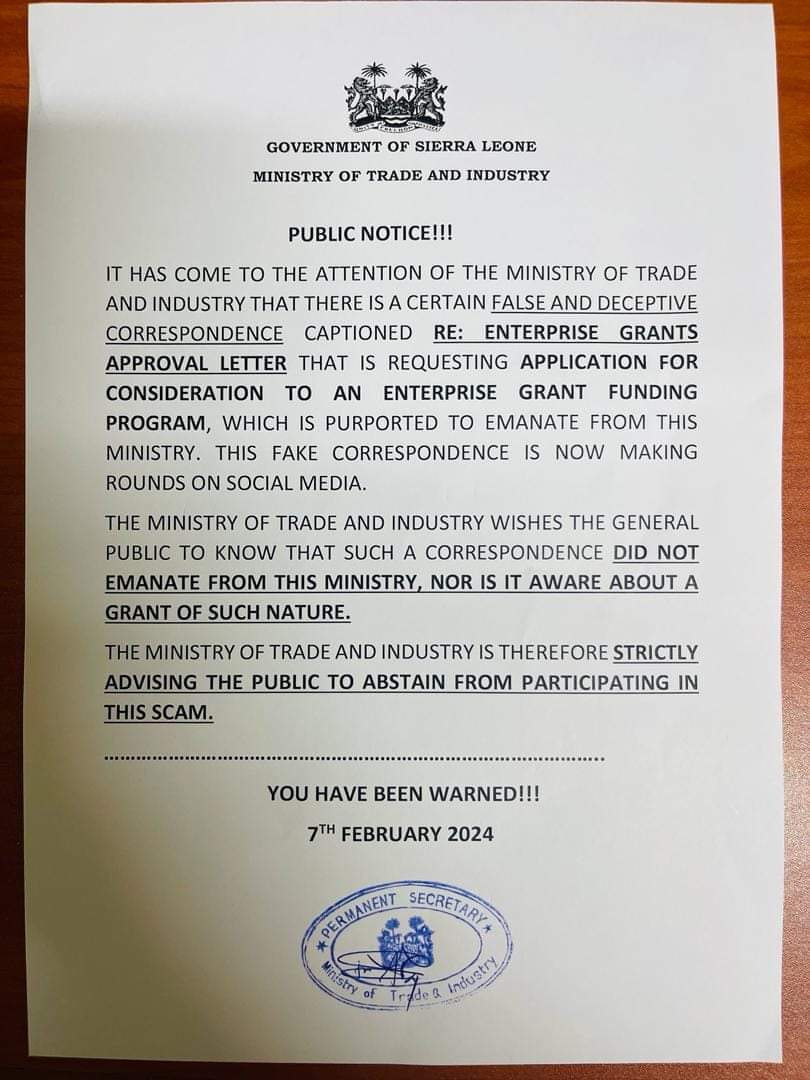 GOVERNMENT OF SIERRA LEONE
MINISTRY OF TRADE AND INDUSTRY
PUBLIC NOTICE!!!
IT HAS COME TO THE ATTENTION OF THE MINISTRY OF TRADE
AND INDUSTRY THAT THERE IS A CERTAIN FALSE AND DECEPTIVE
CORRESPONDENCE CAPTIONED RE: ENTERPRISE GRANTS
APPROVAL LETTER THAT IS REQUESTING APPLICATION FOR
CONSIDERATION TO AN ENTERPRISE GRANT FUNDING
PROGRAM, WHICH IS PURPORTED TO EMANATE FROM THIS
MINISTRY. THIS FAKE CORRESPONDENCE IS NOW MAKING
ROUNDS ON SOCIAL MEDIA.
THE MINISTRY OF TRADE AND INDUSTRY WISHES THE GENERAL
PUBLIC TO KNOW THAT SUCH A CORRESPONDENCE DID NOT
EMANATE FROM THIS MINISTRY, NOR IS IT AWARE ABOUT A
GRANT OF SUCH NATURE.
THE MINISTRY OF TRADE AND INDUSTRY IS THEREFORE STRICTLY
ADVISING THE PUBLIC TO ABSTAIN FROM PARTICIPATING IN
THIS SCAM.
YOU HAVE BEEN WARNED!!!
7TH FEBRUARY 2024
PERMANENT SECRETARY
Ministry of Trade & Industry